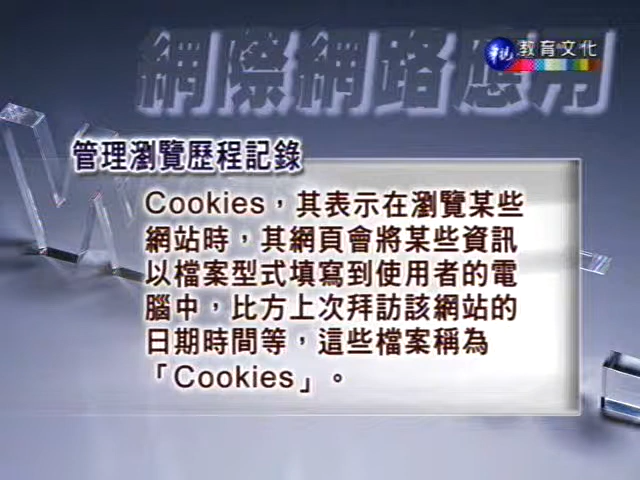 網際網路應用
華視 教育文化
管理瀏覽歷程記錄
Cookies，其表示在瀏覽某些
網站時，其網頁會將某些資訊
以檔案型式填寫到使用者的電
腦中，比方上次拜訪該網站的
日期時間等，這些檔案稱為
「Cookies」。